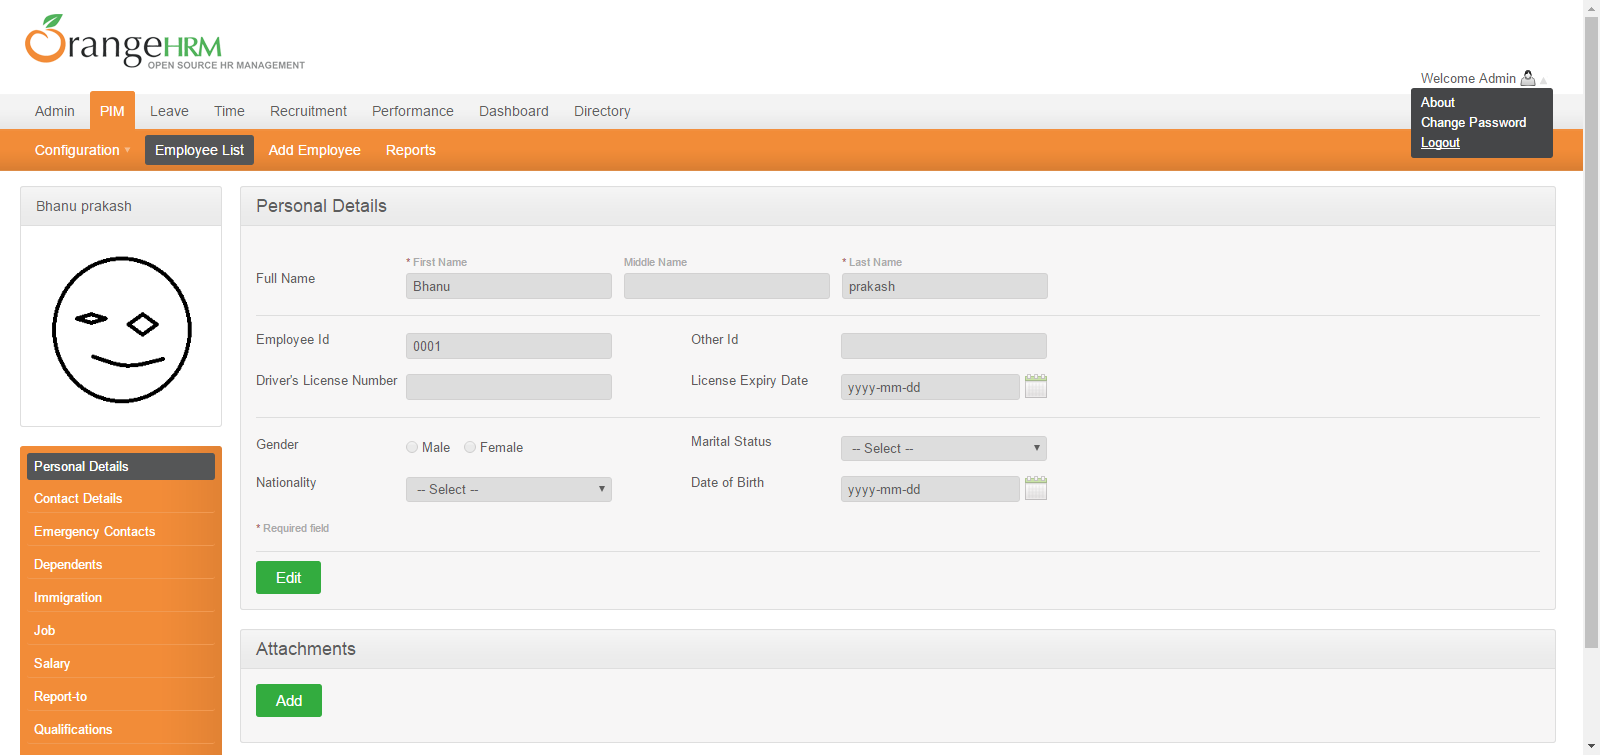 OrangeHRM
OPEN SOURCE HR MANAGEMENT
Welcome Admin
About
Change Password
Logout
Admin PIM Leave Time Recruitment Performance Dashboard Directory
Configuration Employee List Add Employee Reports
Bhanu prakash
Personal Details
Contact Details
Emergency Contacts
Dependents
Immigration
Job
Salary
Report-to
Qualifications
Personal Details
* First Name Middle Name * Last Name
Full Name Bhanu prakash
Employee Id 0001 Other Id
Driver's License Number License Expiry Date yyyy-mm-dd
Gender Male Female Marital Status -- Select --
Nationality -- Select -- Date of Birth yyyy-mm-dd
* Required field
Edit
Attachments
Add